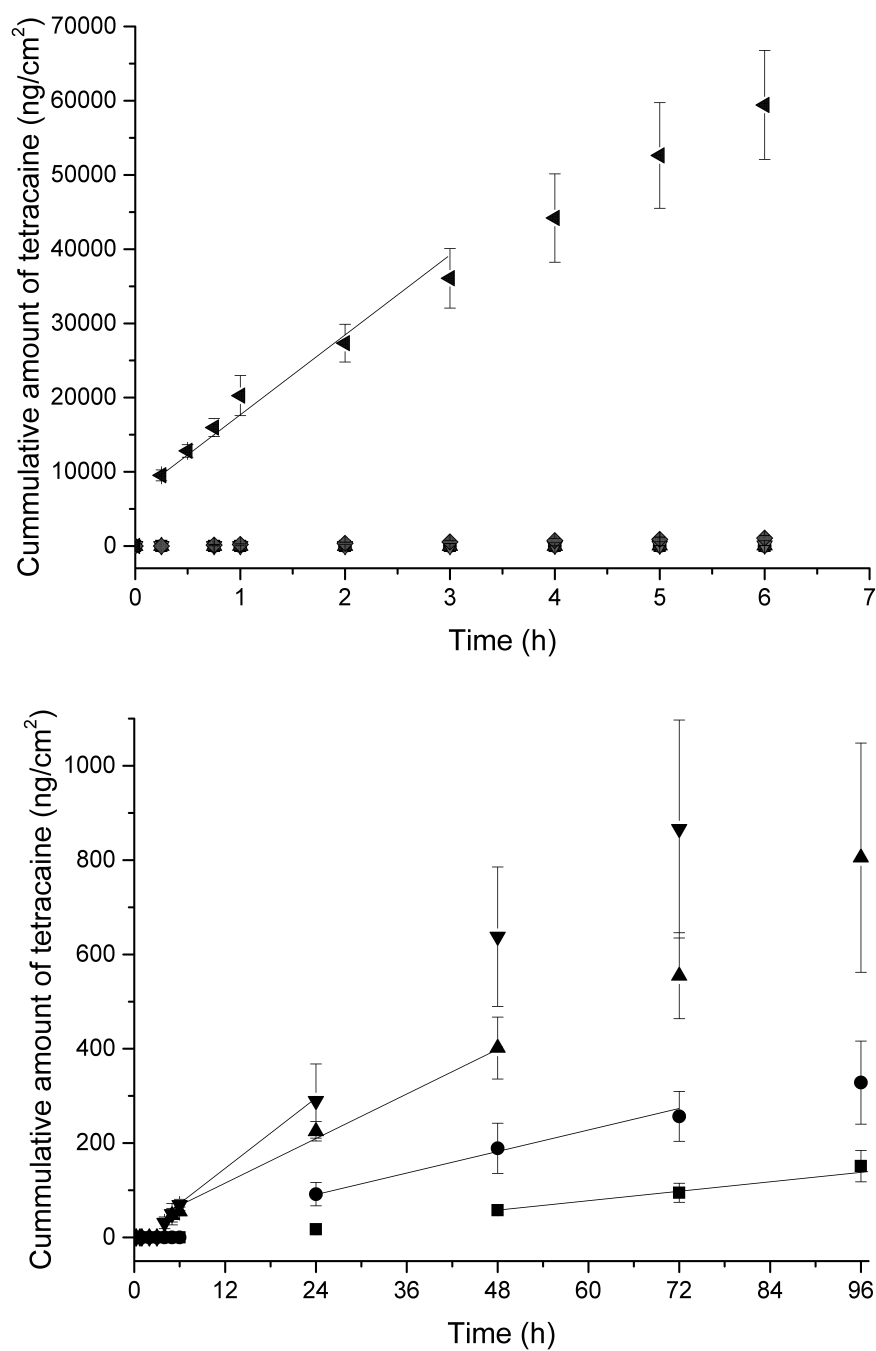 Cummulative amount of tetracaine (ng/cm²)
70000
60000
50000
40000
30000
20000
10000
0
0 1 2 3 4 5 6 7
Time (h)
Cummulative amount of tetracaine (ng/cm²)
1000
800
600
400
200
0
0 12 24 36 48 60 72 84 96
Time (h)